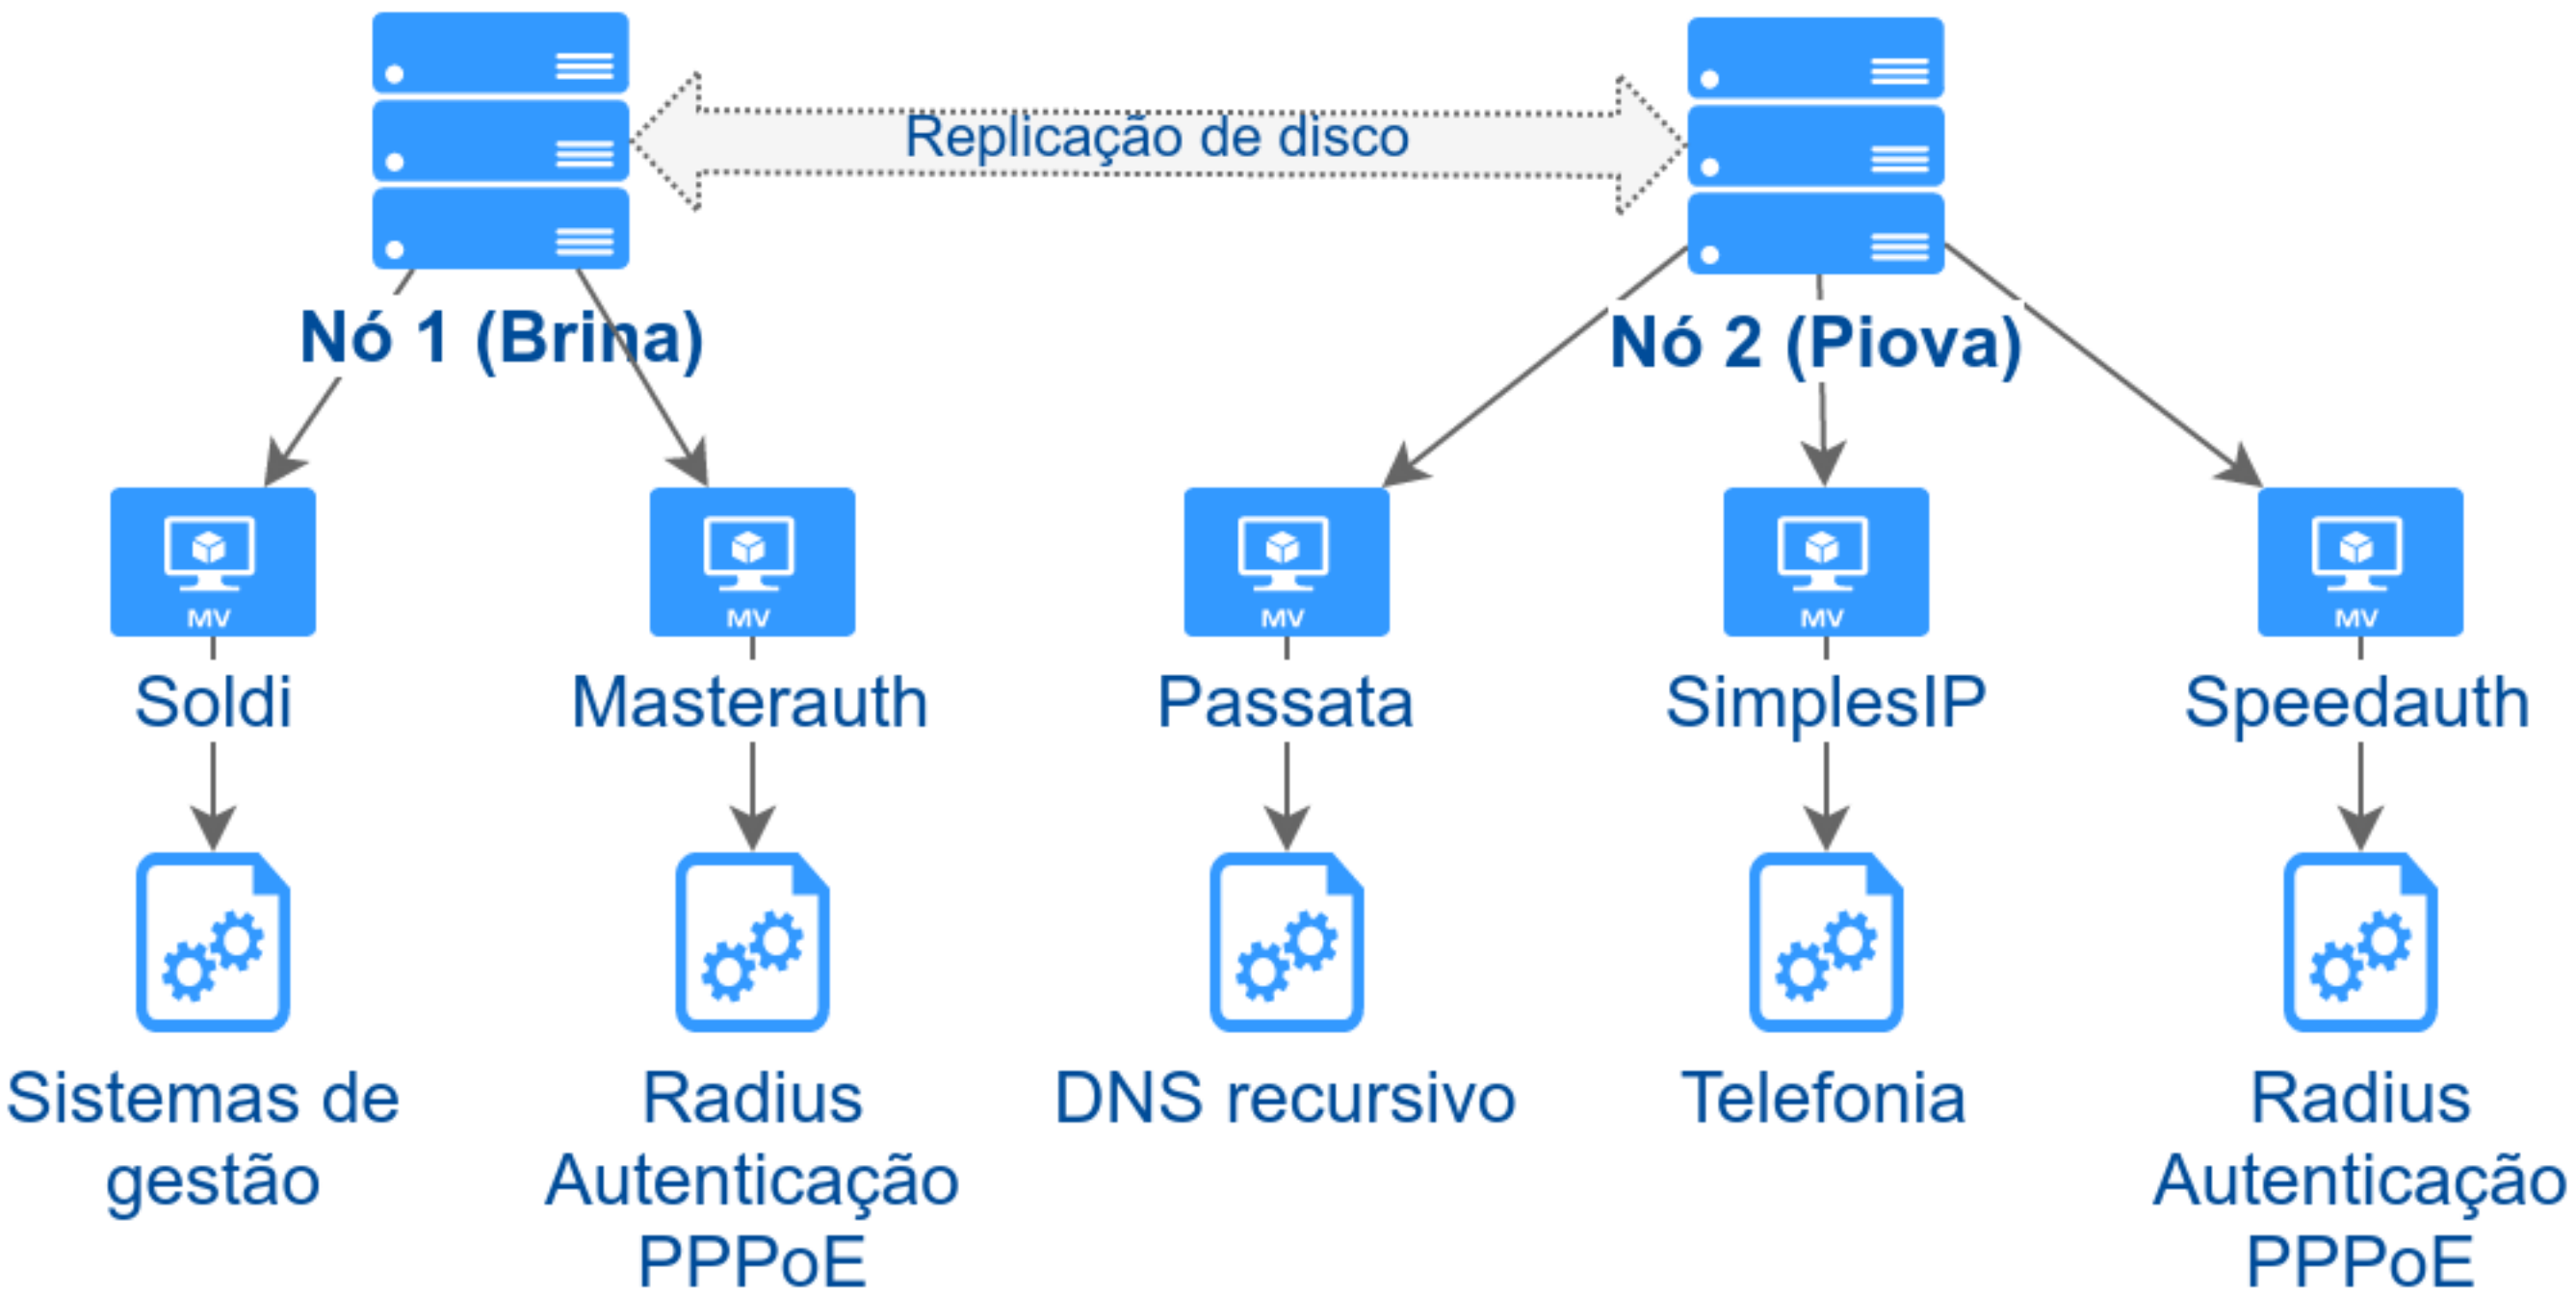 Replicação de disco
Nó 1 (Brina)
Nó 2 (Piova)
MV
MV
MV
MV
MV
Soldi
Masterauth
Passata
SimplesIP
Speedauth
Sistemas de
gestão
Radius
Autenticação
PPPoE
DNS recursivo
Telefonia
Radius
Autenticação
PPPoE